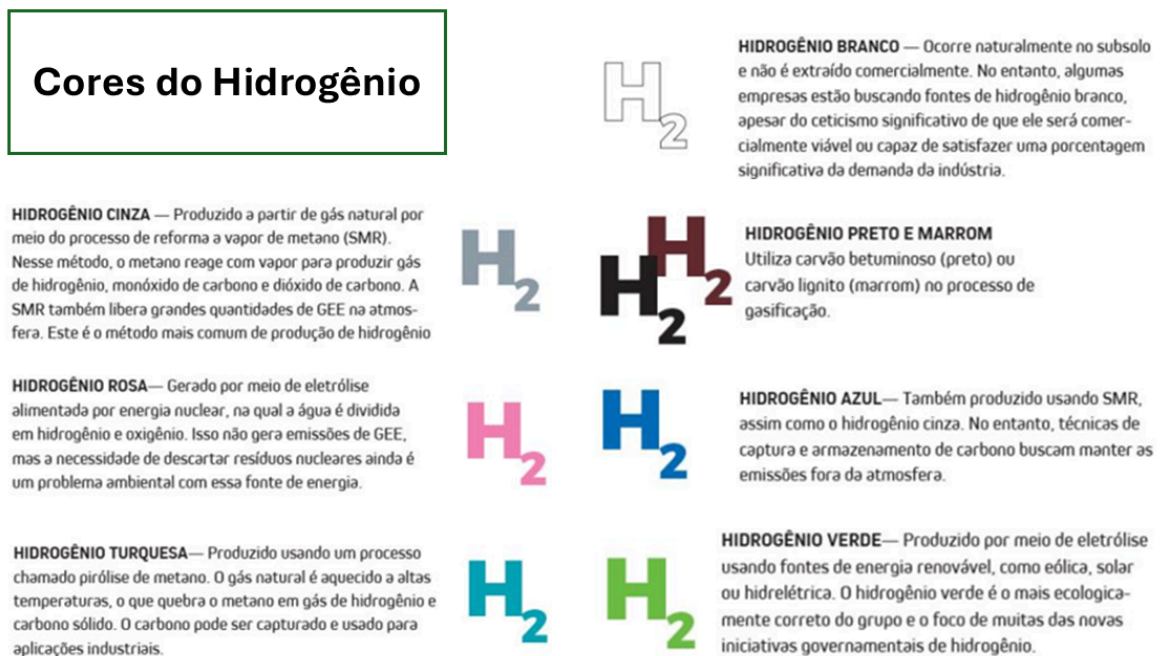 Cores do Hidrogênio
H2
HIDROGÊNIO BRANCO — Ocorre naturalmente no subsolo
e não é extraído comercialmente. No entanto, algumas
empresas estão buscando fontes de hidrogênio branco,
apesar do ceticismo significativo de que ele será comer-
cialmente viável ou capaz de satisfazer uma porcentagem
significativa da demanda da indústria.
HIDROGÊNIO CINZA — Produzido a partir de gás natural por
meio do processo de reforma a vapor de metano (SMR).
Nesse método, o metano reage com vapor para produzir gás
de hidrogênio, monóxido de carbono e dióxido de carbono. A
SMR também libera grandes quantidades de GEE na atmos-
fera. Este é o método mais comum de produção de hidrogênio
H2
H2
H2
HIDROGÊNIO PRETO E MARROM
Utiliza carvão betuminoso (preto) ou
carvão lignito (marrom) no processo de
gasificação.
HIDROGÊNIO ROSA— Gerado por meio de eletrólise
alimentada por energia nuclear, na qual a água é dividida
em hidrogênio e oxigênio. Isso não gera emissões de GEE,
mas a necessidade de descartar resíduos nucleares ainda é
um problema ambiental com essa fonte de energia.
H2
H2
HIDROGÊNIO AZUL— Também produzido usando SMR,
assim como o hidrogênio cinza. No entanto, técnicas de
captura e armazenamento de carbono buscam manter as
emissões fora da atmosfera.
HIDROGÊNIO TURQUESA— Produzido usando um processo
chamado pirólise de metano. O gás natural é aquecido a altas
temperaturas, o que quebra o metano em gás de hidrogênio e
carbono sólido. O carbono pode ser capturado e usado para
aplicações industriais.
H2
H2
HIDROGÊNIO VERDE— Produzido por meio de eletrólise
usando fontes de energia renovável, como eólica, solar
ou hidrelétrica. O hidrogênio verde é o mais ecologica-
mente correto do grupo e o foco de muitas das novas
iniciativas governamentais de hidrogênio.